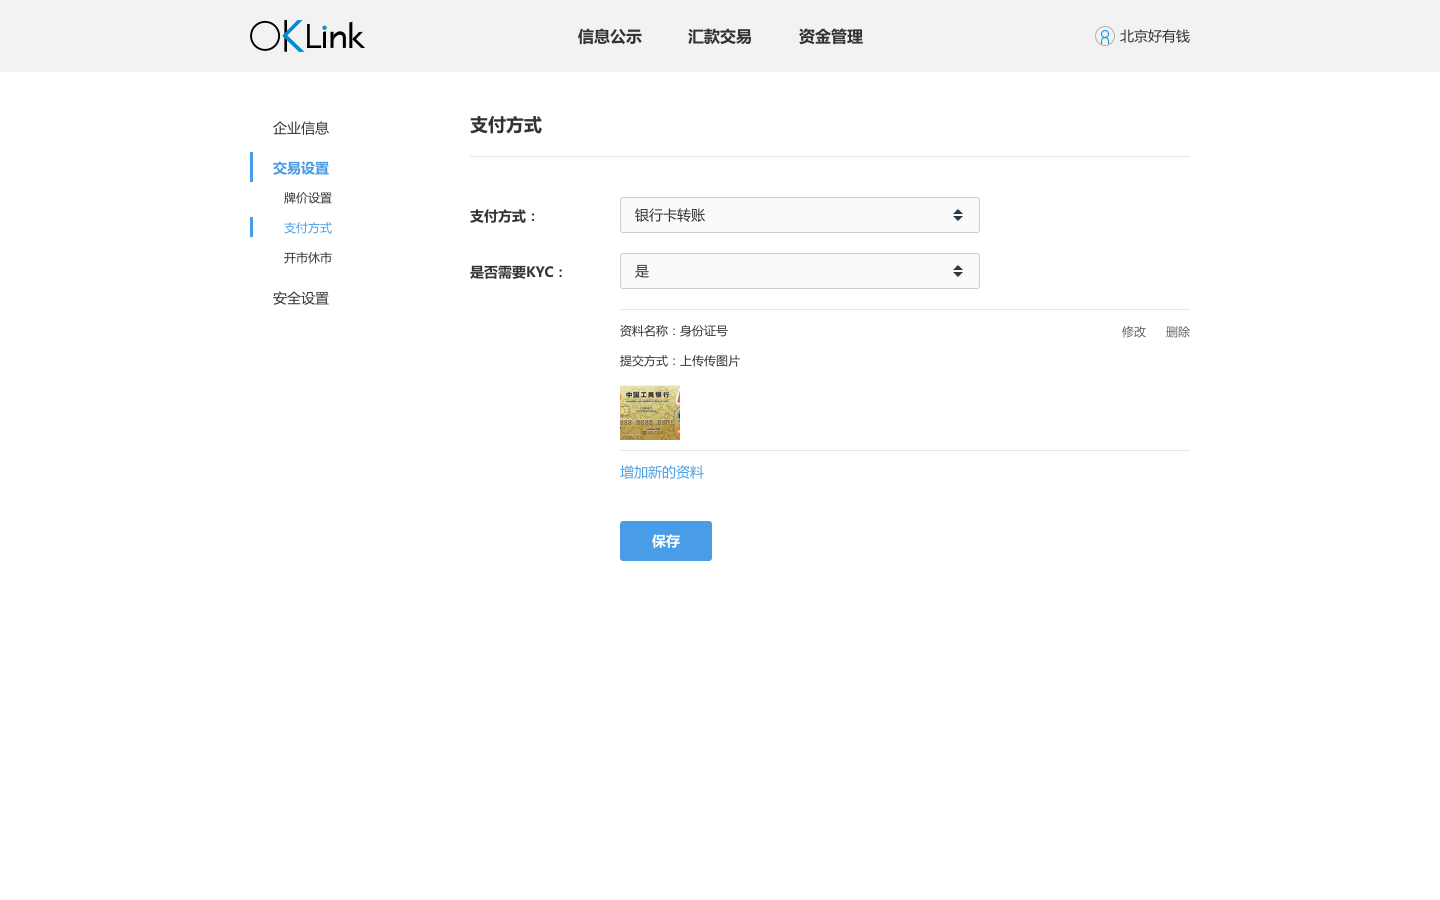 OKLink
信息公示 汇款交易 资金管理
北京好有钱
企业信息
交易设置
牌价设置
支付方式
开市休市
安全设置
支付方式
支付方式： 银行卡转账
是否需要KYC： 是
资料名称：身份证号 修改 删除
提交方式：上传传图片
中国工商银行
增加新的资料
保存